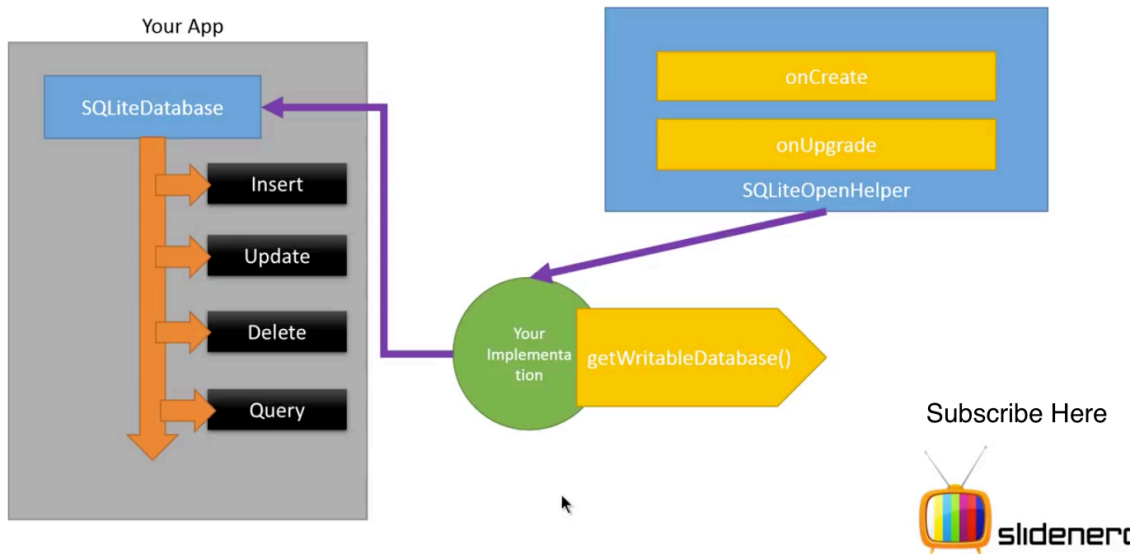 Your App
SQLiteDatabase
Insert
Update
Delete
Query
onCreate
onUpgrade
SQLiteOpenHelper
Your
Implementa
tion
getWritableDatabase()
Subscribe Here
slidenerd